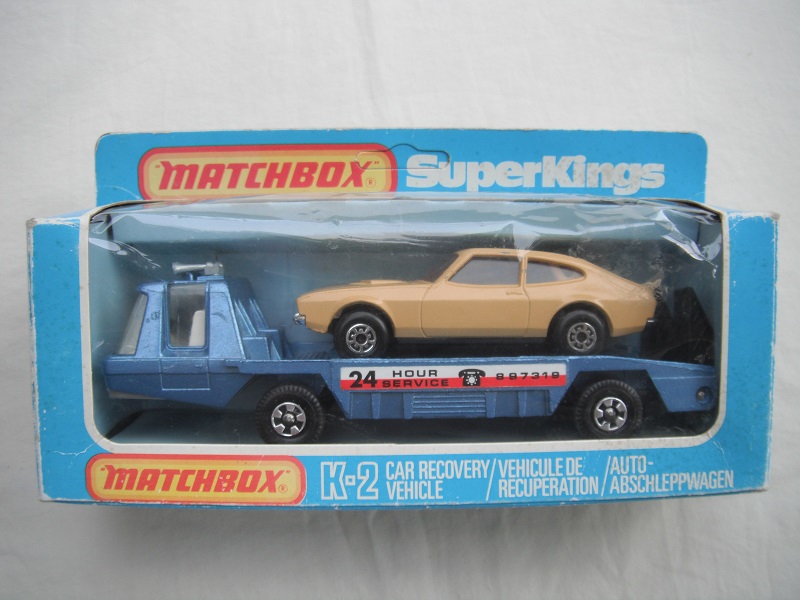 "MATCHBOX"® SuperKings
24 HOUR SERVICE 897319
"MATCHBOX"® K-2 CAR RECOVERY VEHICLE / VEHICULE DE RECUPERATION / AUTO-ABSCHLEPPWAGEN